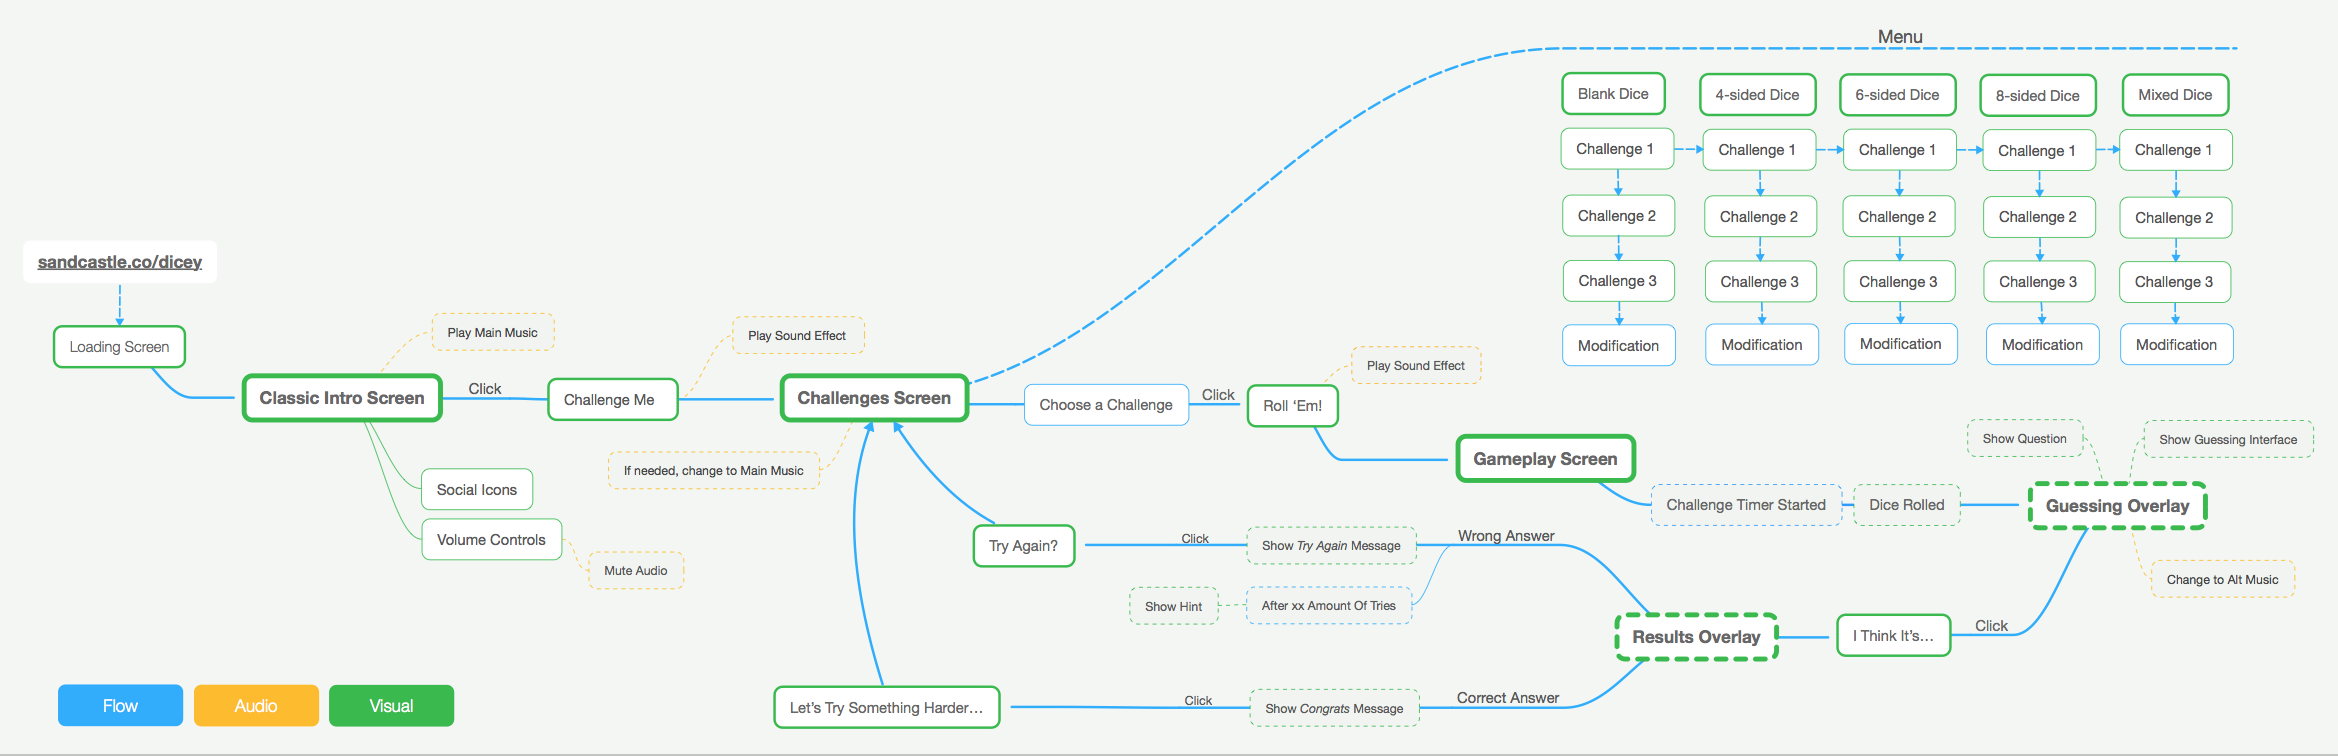 Menu
Blank Dice
4-sided Dice
6-sided Dice
8-sided Dice
Mixed Dice
Challenge 1
Challenge 1
Challenge 1
Challenge 1
Challenge 1
Challenge 2
Challenge 2
Challenge 2
Challenge 2
Challenge 2
Challenge 3
Challenge 3
Challenge 3
Challenge 3
Challenge 3
Modification
Modification
Modification
Modification
Modification
sandcastle.co/dicey
Loading Screen
Play Main Music
Classic Intro Screen
Click
Challenge Me
Play Sound Effect
Challenges Screen
If needed, change to Main Music
Social Icons
Volume Controls
Mute Audio
Choose a Challenge
Click
Roll ‘Em!
Play Sound Effect
Gameplay Screen
Challenge Timer Started
Dice Rolled
Show Question
Show Guessing Interface
Guessing Overlay
Change to Alt Music
Click
I Think It’s...
Results Overlay
Wrong Answer
Show Try Again Message
Click
Try Again?
After xx Amount Of Tries
Show Hint
Correct Answer
Show Congrats Message
Click
Let’s Try Something Harder...
Flow
Audio
Visual